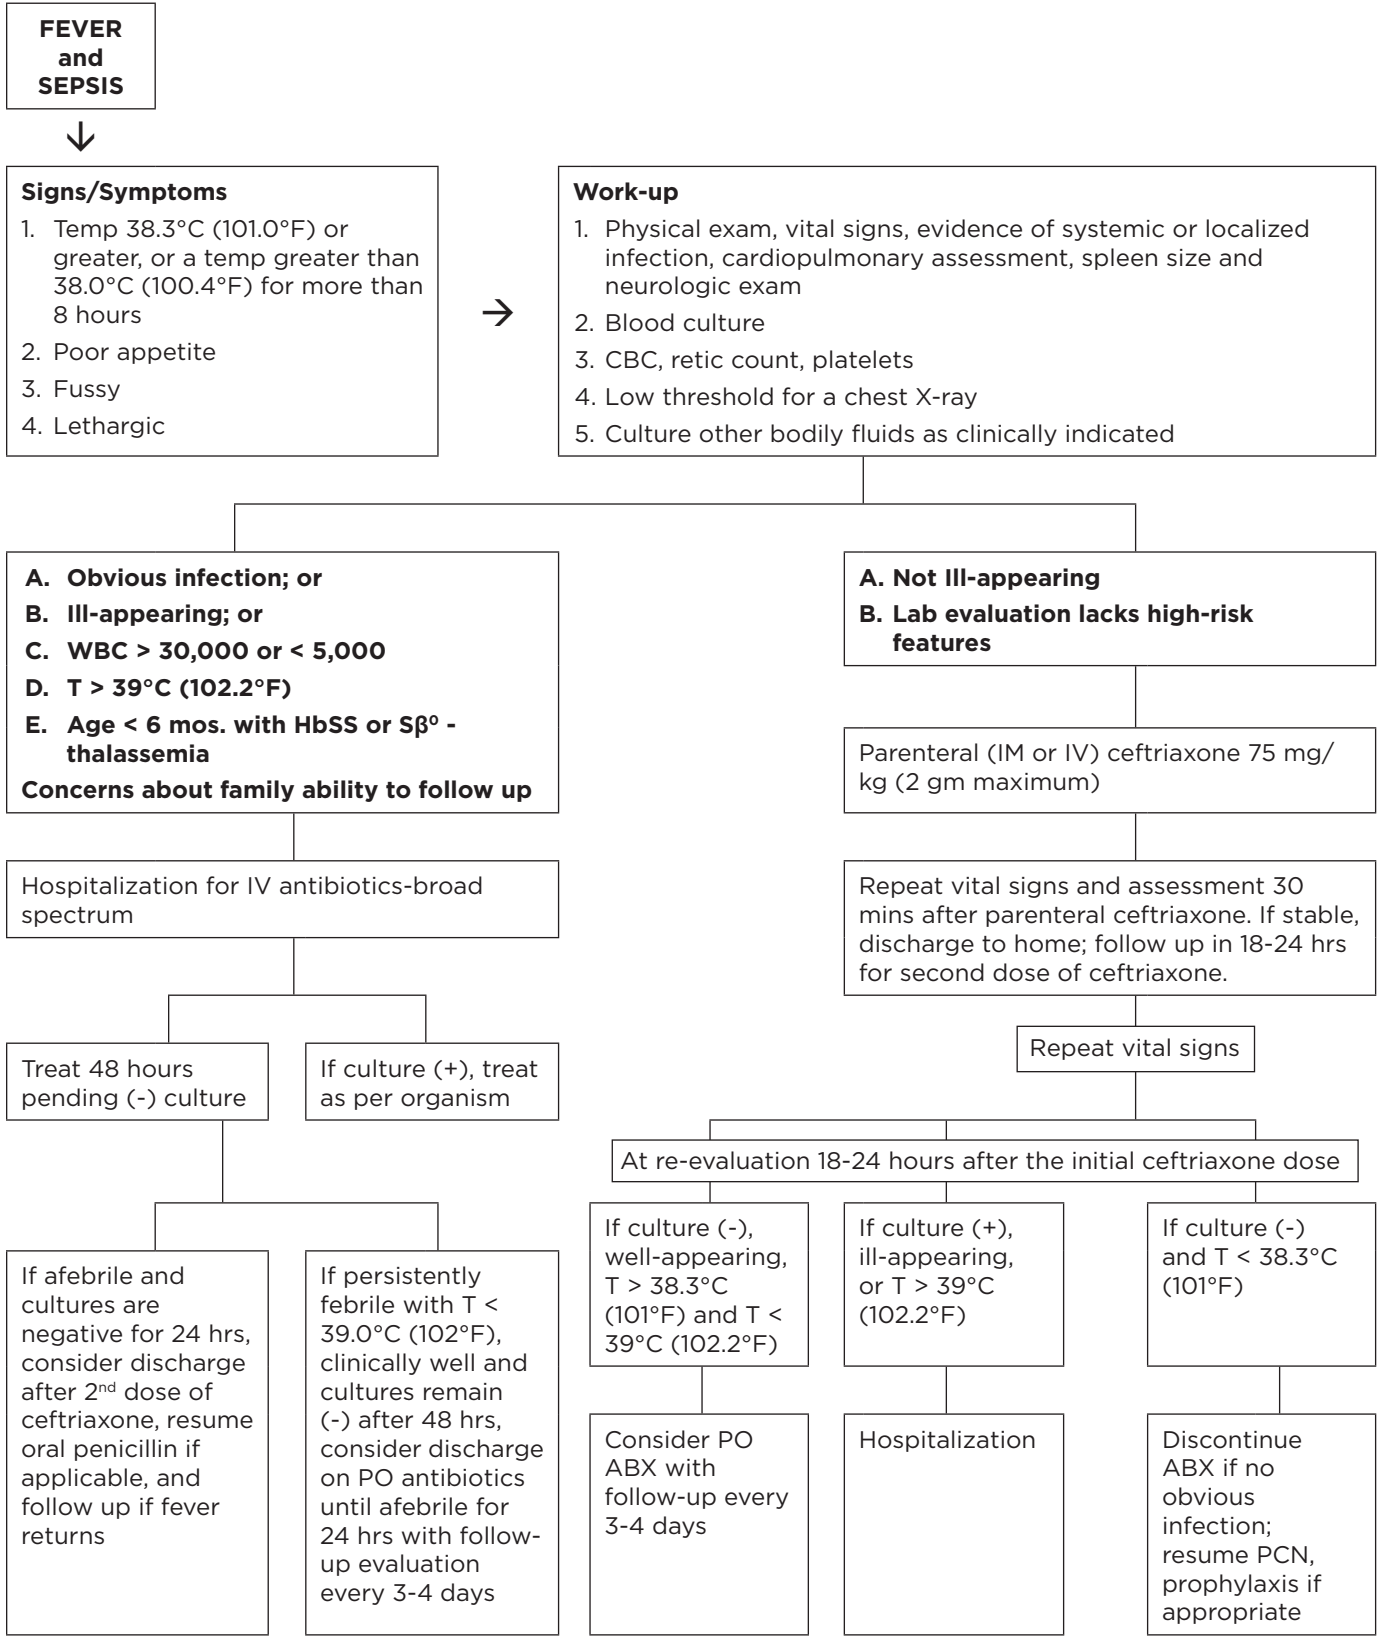 FEVER
and
SEPSIS
Signs/Symptoms
1. Temp 38.3°C (101.0°F) or
greater, or a temp greater than
38.0°C (100.4°F) for more than
8 hours
2. Poor appetite
3. Fussy
4. Lethargic
Work-up
1. Physical exam, vital signs, evidence of systemic or localized
infection, cardiopulmonary assessment, spleen size and
neurologic exam
2. Blood culture
3. CBC, retic count, platelets
4. Low threshold for a chest X-ray
5. Culture other bodily fluids as clinically indicated
A. Obvious infection; or
B. Ill-appearing; or
C. WBC > 30,000 or < 5,000
D. T > 39°C (102.2°F)
E. Age < 6 mos. with HbSS or Sβ⁰ -
thalassemia
Concerns about family ability to follow up
Hospitalization for IV antibiotics-broad
spectrum
Treat 48 hours
pending (-) culture
If culture (+), treat
as per organism
If afebrile and
cultures are
negative for 24 hrs,
consider discharge
after 2nd dose of
ceftriaxone, resume
oral penicillin if
applicable, and
follow up if fever
returns
If persistently
febrile with T <
39.0°C (102°F),
clinically well and
cultures remain
(-) after 48 hrs,
consider discharge
on PO antibiotics
until afebrile for
24 hrs with follow-
up evaluation
every 3-4 days
A. Not Ill-appearing
B. Lab evaluation lacks high-risk
features
Parenteral (IM or IV) ceftriaxone 75 mg/
kg (2 gm maximum)
Repeat vital signs and assessment 30
mins after parenteral ceftriaxone. If stable,
discharge to home; follow up in 18-24 hrs
for second dose of ceftriaxone.
Repeat vital signs
At re-evaluation 18-24 hours after the initial ceftriaxone dose
If culture (-),
well-appearing,
T > 38.3°C
(101°F) and T <
39°C (102.2°F)
Consider PO
ABX with
follow-up every
3-4 days
If culture (+),
ill-appearing,
or T > 39°C
(102.2°F)
Hospitalization
If culture (-)
and T < 38.3°C
(101°F)
Discontinue
ABX if no
obvious
infection;
resume PCN,
prophylaxis if
appropriate